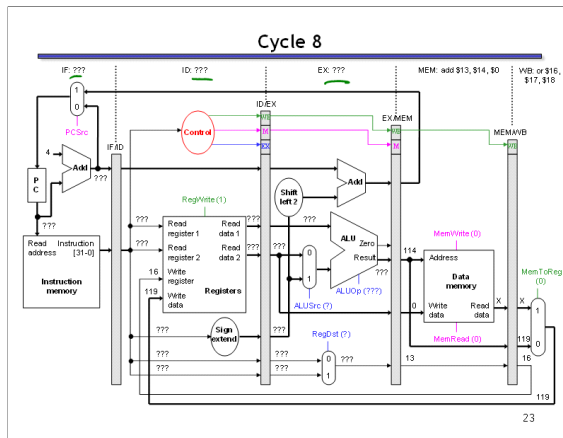 Cycle 8
IF: ???
ID: ???
EX: ???
MEM: add $13, $14, $0
WB: or $16,
$17, $18
1
0
PCSrc
4
Add
???
P
C
???
Read
address
Instruction
[31-0]
Instruction
memory
IF/ID
Control
ID/EX
WB
M
EX
EX/MEM
WB
M
MEM/WB
WB
RegWrite (1)
???
???
16
119
Read
register 1
Read
register 2
Write
register
Write
data
Read
data 1
Read
data 2
Registers
???
???
???
Sign
extend
???
???
???
???
???
Shift
left 2
Add
0
1
ALUSrc (?)
ALU
Zero
Result
ALUOp (???)
???
RegDst (?)
0
1
???
114
0
MemWrite (0)
Address
Data
memory
Write
data
Read
data
MemRead (0)
13
X
X
119
16
119
MemToReg
(0)
1
0
23